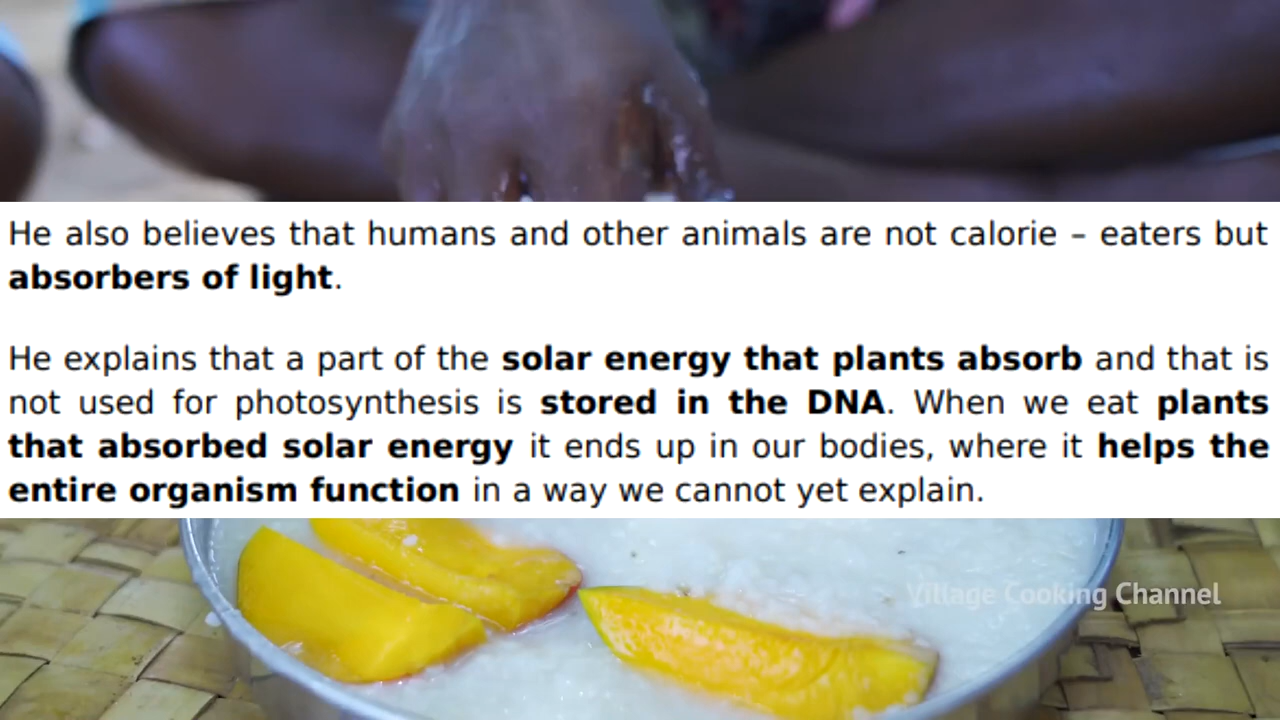 He also believes that humans and other animals are not calorie – eaters but
absorbers of light.
He explains that a part of the solar energy that plants absorb and that is
not used for photosynthesis is stored in the DNA. When we eat plants
that absorbed solar energy it ends up in our bodies, where it helps the
entire organism function in a way we cannot yet explain.
Village Cooking Channel